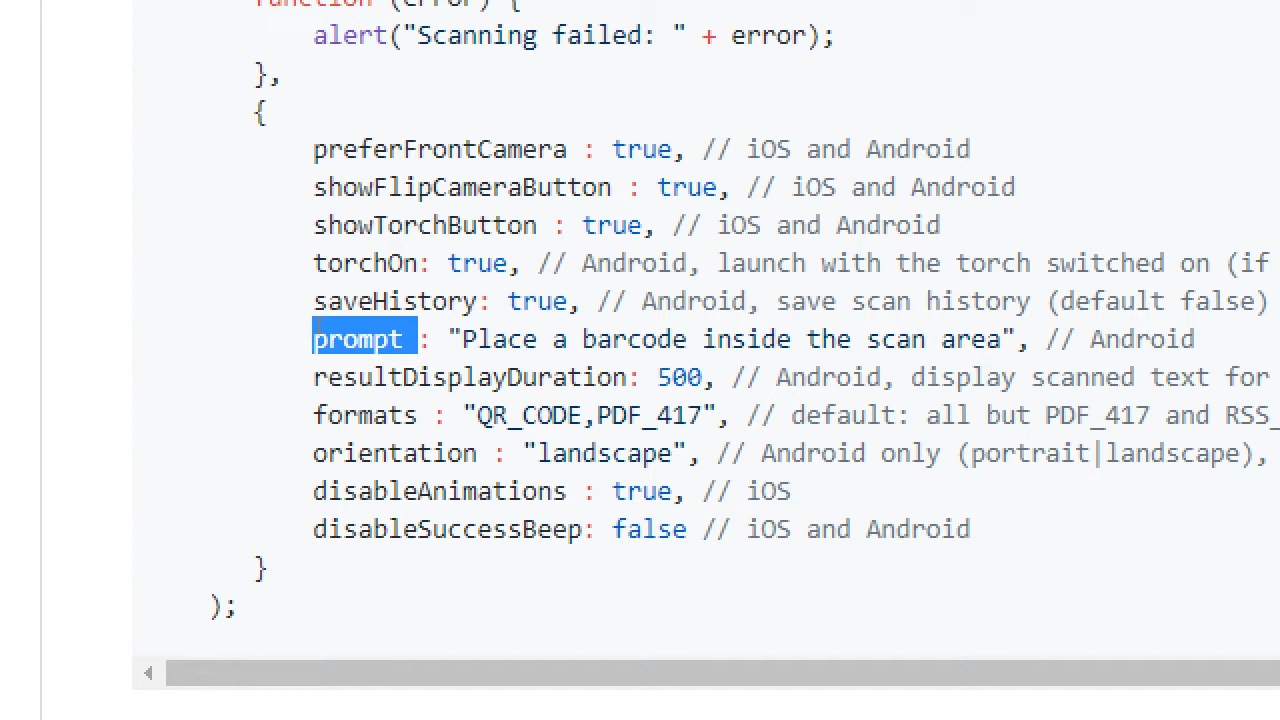 function (error) {
alert("Scanning failed: " + error);
},
{
preferFrontCamera : true, // iOS and Android
showFlipCameraButton : true, // iOS and Android
showTorchButton : true, // iOS and Android
torchOn: true, // Android, launch with the torch switched on (if
saveHistory: true, // Android, save scan history (default false)
prompt : "Place a barcode inside the scan area", // Android
resultDisplayDuration: 500, // Android, display scanned text for
formats : "QR_CODE,PDF_417", // default: all but PDF_417 and RSS_
orientation : "landscape", // Android only (portrait|landscape),
disableAnimations : true, // iOS
disableSuccessBeep: false // iOS and Android
}
);